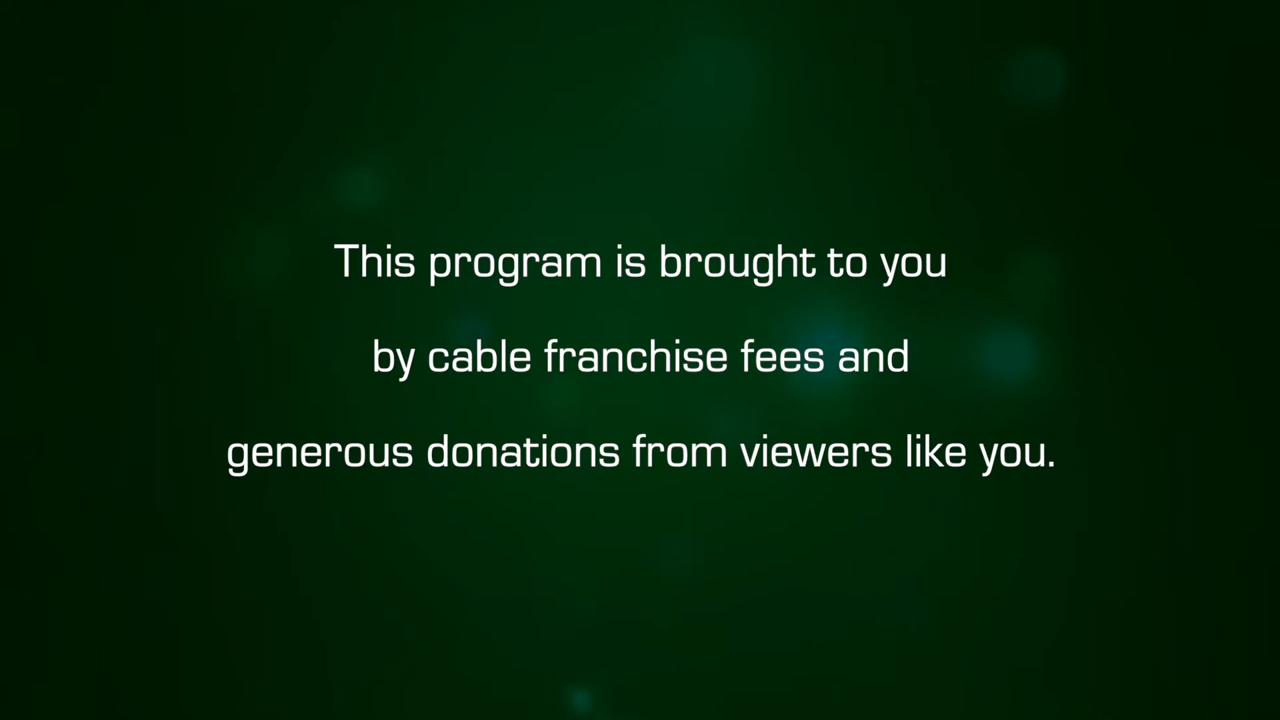 This program is brought to you
by cable franchise fees and
generous donations from viewers like you.